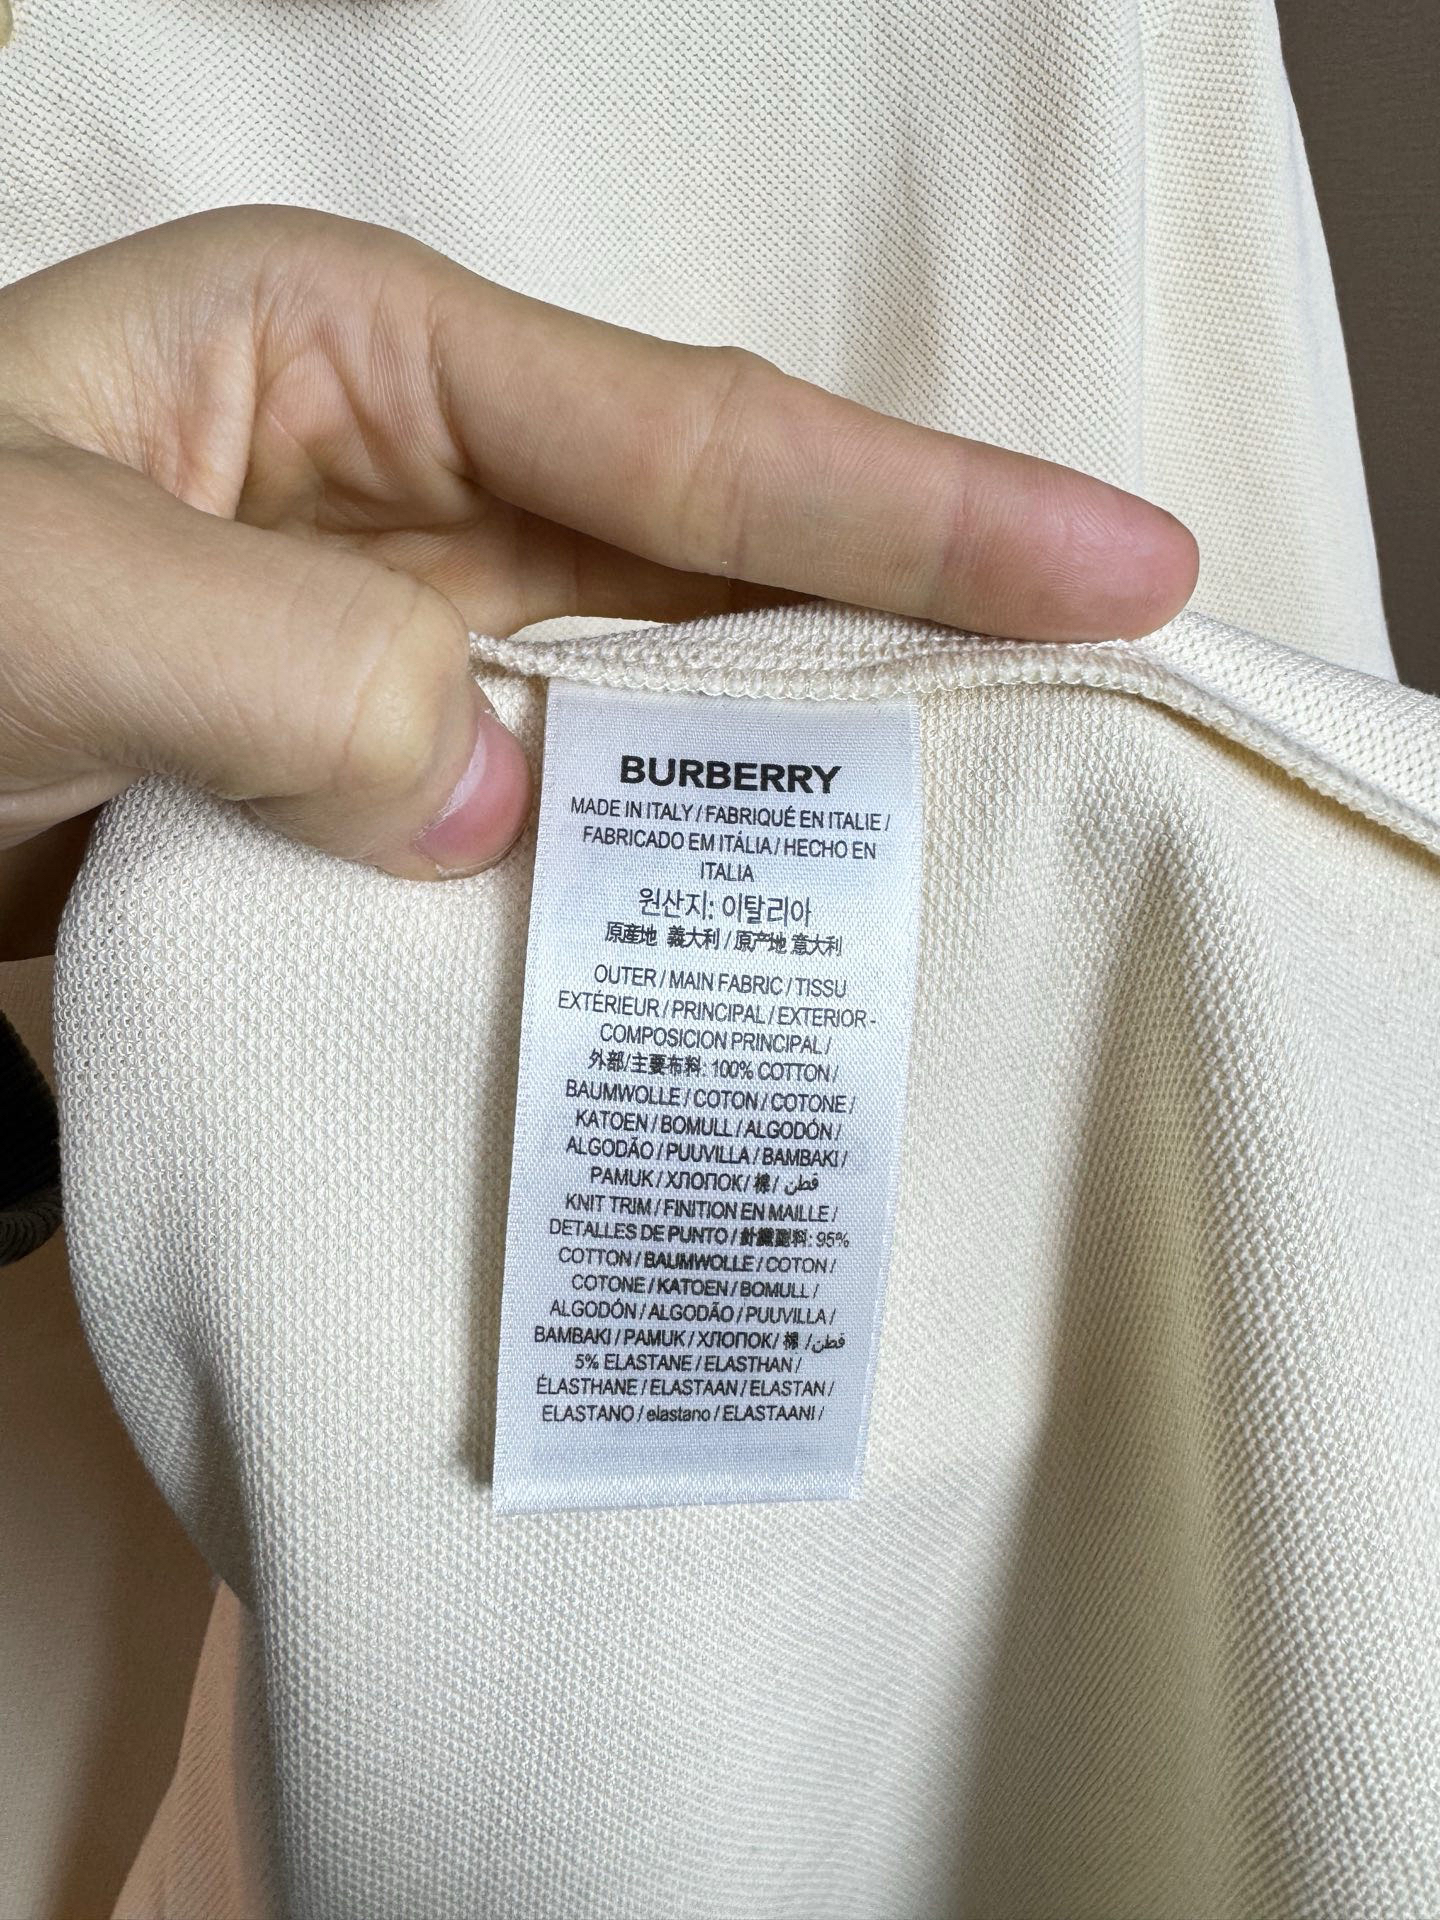 BURBERRY
MADE IN ITALY / FABRIQUÉ EN ITALIE /
FABRICADO EM ITÁLIA / HECHO EN
ITALIA
원산지: 이탈리아
原産地 義大利 / 原产地 意大利
OUTER / MAIN FABRIC / TISSU
EXTÉRIEUR / PRINCIPAL / EXTERIOR -
COMPOSICION PRINCIPAL /
外部/主要布料: 100% COTTON /
BAUMWOLLE / COTON / COTONE /
KATOEN / BOMULL / ALGODÓN /
ALGODÃO / PUUVILLA / BAMBAKI /
PAMUK / ХЛОПОК / 棉 / قطن
KNIT TRIM / FINITION EN MAILLE /
DETALLES DE PUNTO / 針織配料: 95%
COTTON / BAUMWOLLE / COTON /
COTONE / KATOEN / BOMULL /
ALGODÓN / ALGODÃO / PUUVILLA /
BAMBAKI / PAMUK / ХЛОПОК / 棉 / قطن
5% ELASTANE / ELASTHAN /
ÉLASTHANE / ELASTAAN / ELASTAN /
ELASTANO / elastano / ELASTAANI /